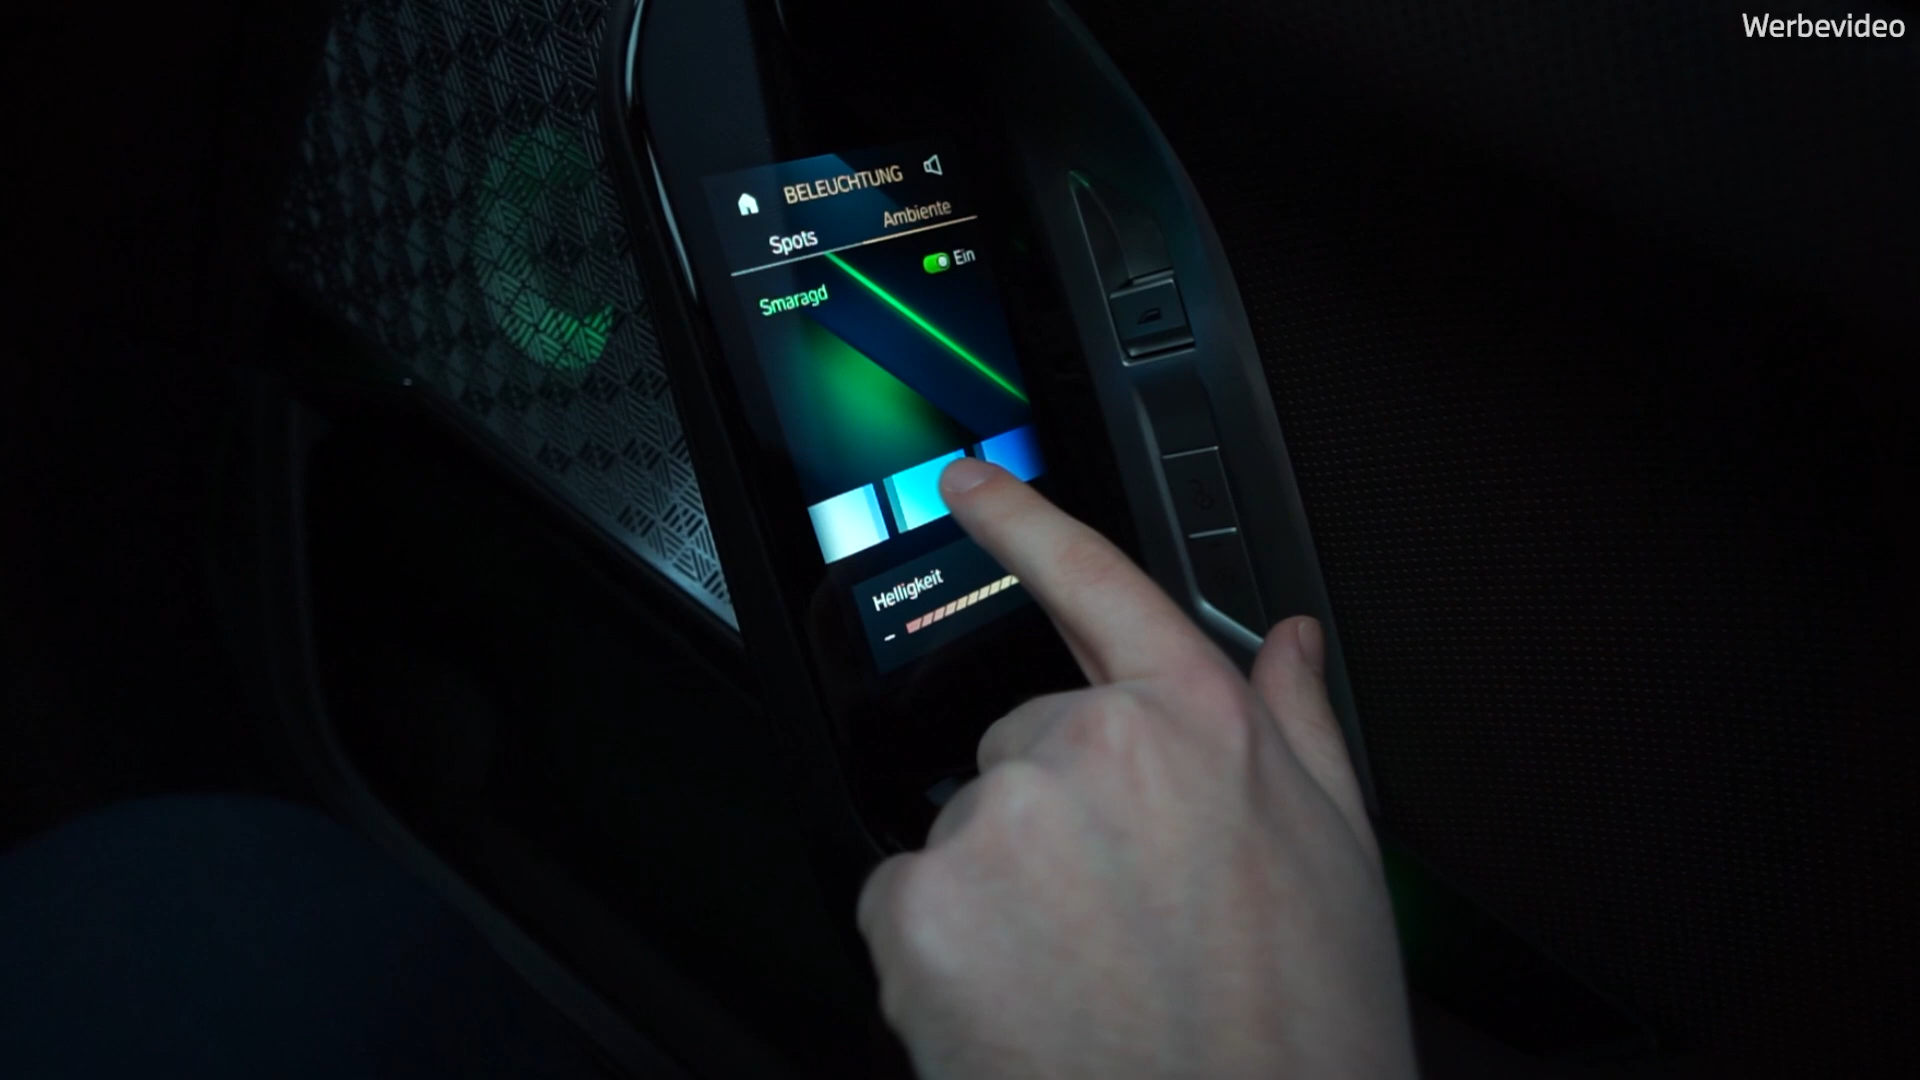 Werbevideo
BELEUCHTUNG
Spots Ambiente
Ein
Smaragd
Helligkeit
-